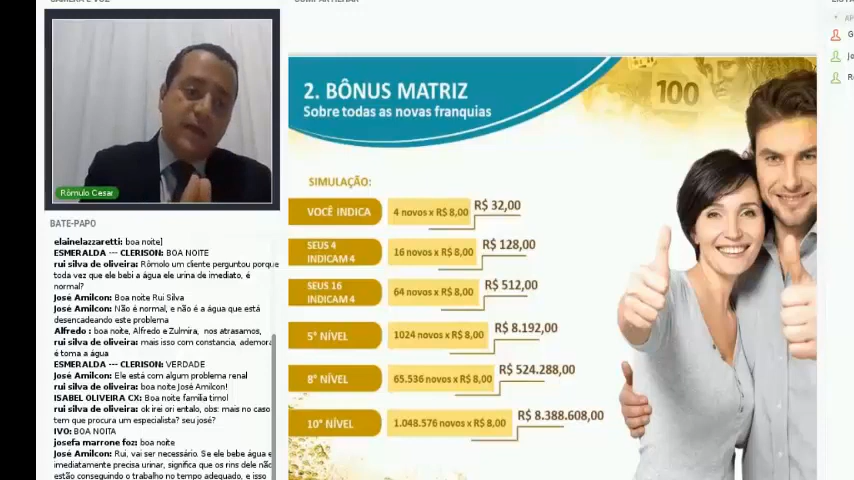 Rômulo Cesar
BATE-PAPO
elainelazzaretti: boa noite]
ESMERALDA --- CLERISON: BOA NOITE
rui silva de oliveira: Rômulo um cliente perguntou porque
toda vez que ele bebi a água ele urina de imediato, é
normal?
José Amilcon: Boa noite Rui Silva
José Amilcon: Não é normal, e não é a água que está
desencadeando este problema
Alfredo : boa noite, Alfredo e Zulmira, nos atrasamos,
rui silva de oliveira: mais isso com constancia, ademora
é toma a água
ESMERALDA --- CLERISON: VERDADE
José Amilcon: Ele está com algum problema renal
rui silva de oliveira: boa noite José Amilcon!
ISABEL OLIVEIRA CX: Boa noite familia timol
rui silva de oliveira: ok irei ori entalo, obs: mais no caso
tem que procura um especialista? seu josé?
IVO: BOA NOITA
josefa marrone foz: boa noite
José Amilcon: Rui, vai ser necessário. Se ele bebe água e
imediatamente precisa urinar, significa que os rins dele não
estão conseguindo o trabalho no tempo adequado, e isso
2. BÔNUS MATRIZ
Sobre todas as novas franquias
100
SIMULAÇÃO:
VOCÊ INDICA 4 novos x R$ 8,00 R$ 32,00
SEUS 4
INDICAM 4 16 novos x R$ 8,00 R$ 128,00
SEUS 16
INDICAM 4 64 novos x R$ 8,00 R$ 512,00
5° NÍVEL 1024 novos x R$ 8,00 R$ 8.192,00
8° NÍVEL 65.536 novos x R$ 8,00 R$ 524.288,00
10° NÍVEL 1.048.576 novos x R$ 8,00 R$ 8.388.608,00